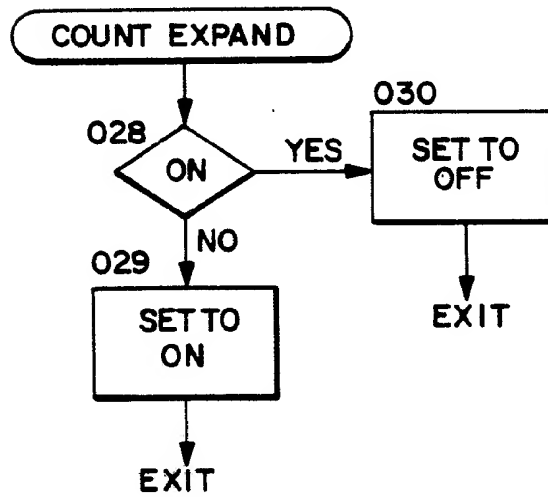 COUNT EXPAND
028
ON
YES
030
SET TO
OFF
EXIT
NO
029
SET TO
ON
EXIT